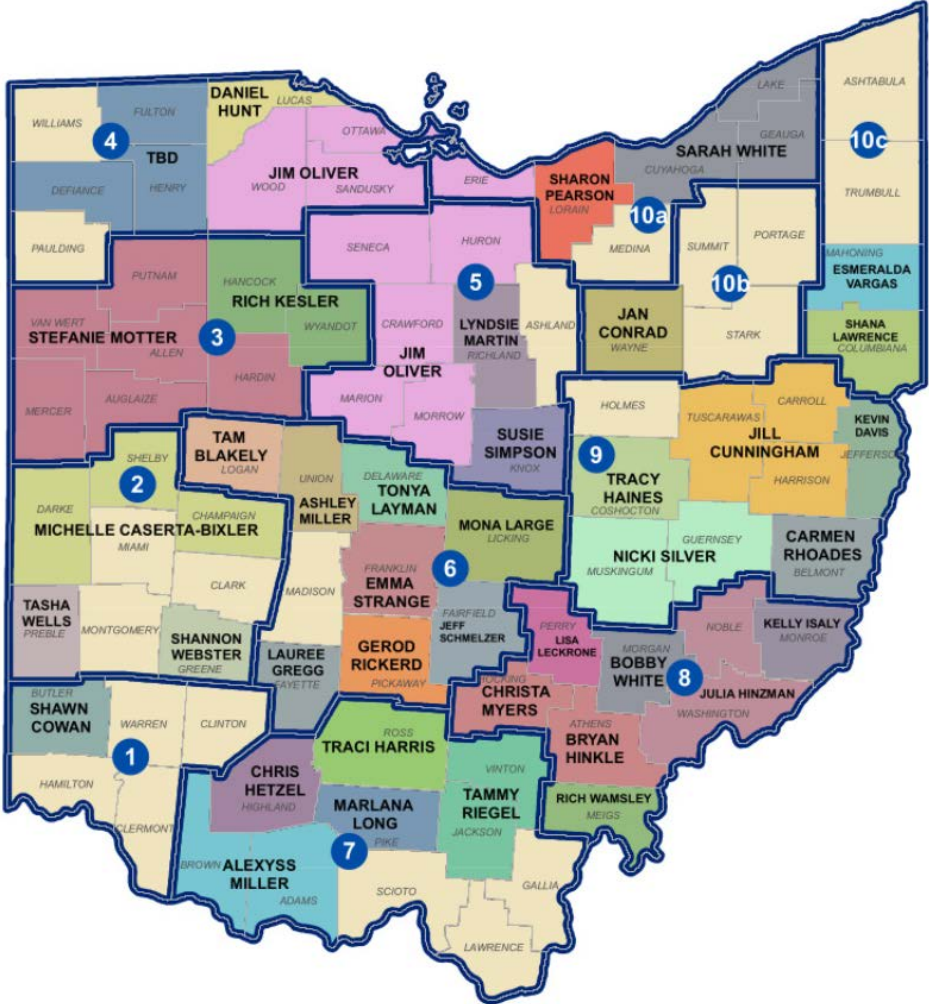 DANIEL
HUNT
LUCAS
LAKE
ASHTABULA
WILLIAMS
FULTON
4
TBD
OTTAWA
GEAUGA
10c
SARAH WHITE
CUYAHOGA
DEFIANCE
HENRY
JIM OLIVER
WOOD
SANDUSKY
ERIE
SHARON
PEARSON
LORAIN
TRUMBULL
10a
PAULDING
SENECA
HURON
MEDINA
SUMMIT
PORTAGE
10b
MAHONING
ESMERALDA
VARGAS
PUTNAM
HANCOCK
RICH KESLER
WYANDOT
5
VAN WERT
STEFANIE MOTTER
ALLEN
3
CRAWFORD
LYNDSIE
MARTIN
RICHLAND
ASHLAND
JAN
CONRAD
WAYNE
STARK
SHANA
LAWRENCE
COLUMBIANA
JIM
OLIVER
HARDIN
MERCER
AUGLAIZE
MARION
MORROW
HOLMES
CARROLL
TUSCARAWAS
KEVIN
DAVIS
JEFFERSO
TAM
BLAKELY
LOGAN
SUSIE
SIMPSON
KNOX
JILL
CUNNINGHAM
HARRISON
SHELBY
2
UNION
ASHLEY
MILLER
DELAWARE
TONYA
LAYMAN
9
TRACY
HAINES
COSHOCTON
DARKE
CHAMPAIGN
MICHELLE CASERTA-BIXLER
MIAMI
MONA LARGE
LICKING
GUERNSEY
NICKI SILVER
MUSKINGUM
CARMEN
RHOADES
BELMONT
CLARK
MADISON
FRANKLIN
EMMA
STRANGE
6
TASHA
WELLS
PREBLE
MONTGOMERY
SHANNON
WEBSTER
GREENE
FAIRFIELD
JEFF
SCHMELZER
PERRY
LISA
LECKRONE
NOBLE
KELLY ISALY
MONROE
LAUREE
GREGG
FAYETTE
GEROD
RICKERD
PICKAWAY
MORGAN
BOBBY
WHITE
8
HOCKING
CHRISTA
MYERS
JULIA HINZMAN
WASHINGTON
BUTLER
SHAWN
COWAN
WARREN
CLINTON
ROSS
TRACI HARRIS
ATHENS
BRYAN
HINKLE
1
HAMILTON
CHRIS
HETZEL
HIGHLAND
VINTON
TAMMY
RIEGEL
JACKSON
MARLANA
LONG
PIKE
RICH WAMSLEY
MEIGS
CLERMONT
7
BROWN
ALEXYSS
MILLER
ADAMS
SCIOTO
GALLIA
LAWRENCE